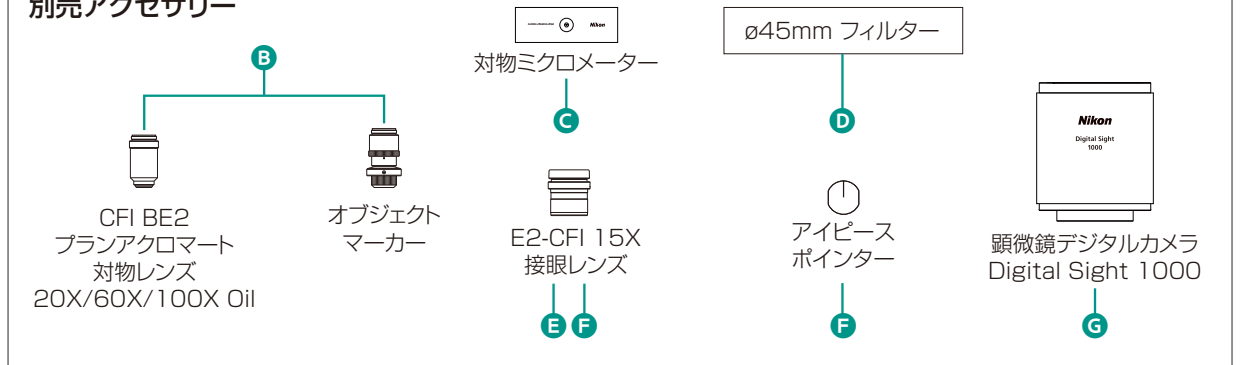 別売アクセサリー
Nikon
対物ミクロメーター
ø45mm フィルター
B
C
D
Nikon
Digital Sight
1000
CFI BE2
プランアクロマート
対物レンズ
20X/60X/100X Oil
オブジェクト
マーカー
E2-CFI 15X
接眼レンズ
アイピース
ポインター
顕微鏡デジタルカメラ
Digital Sight 1000
E F
F
G